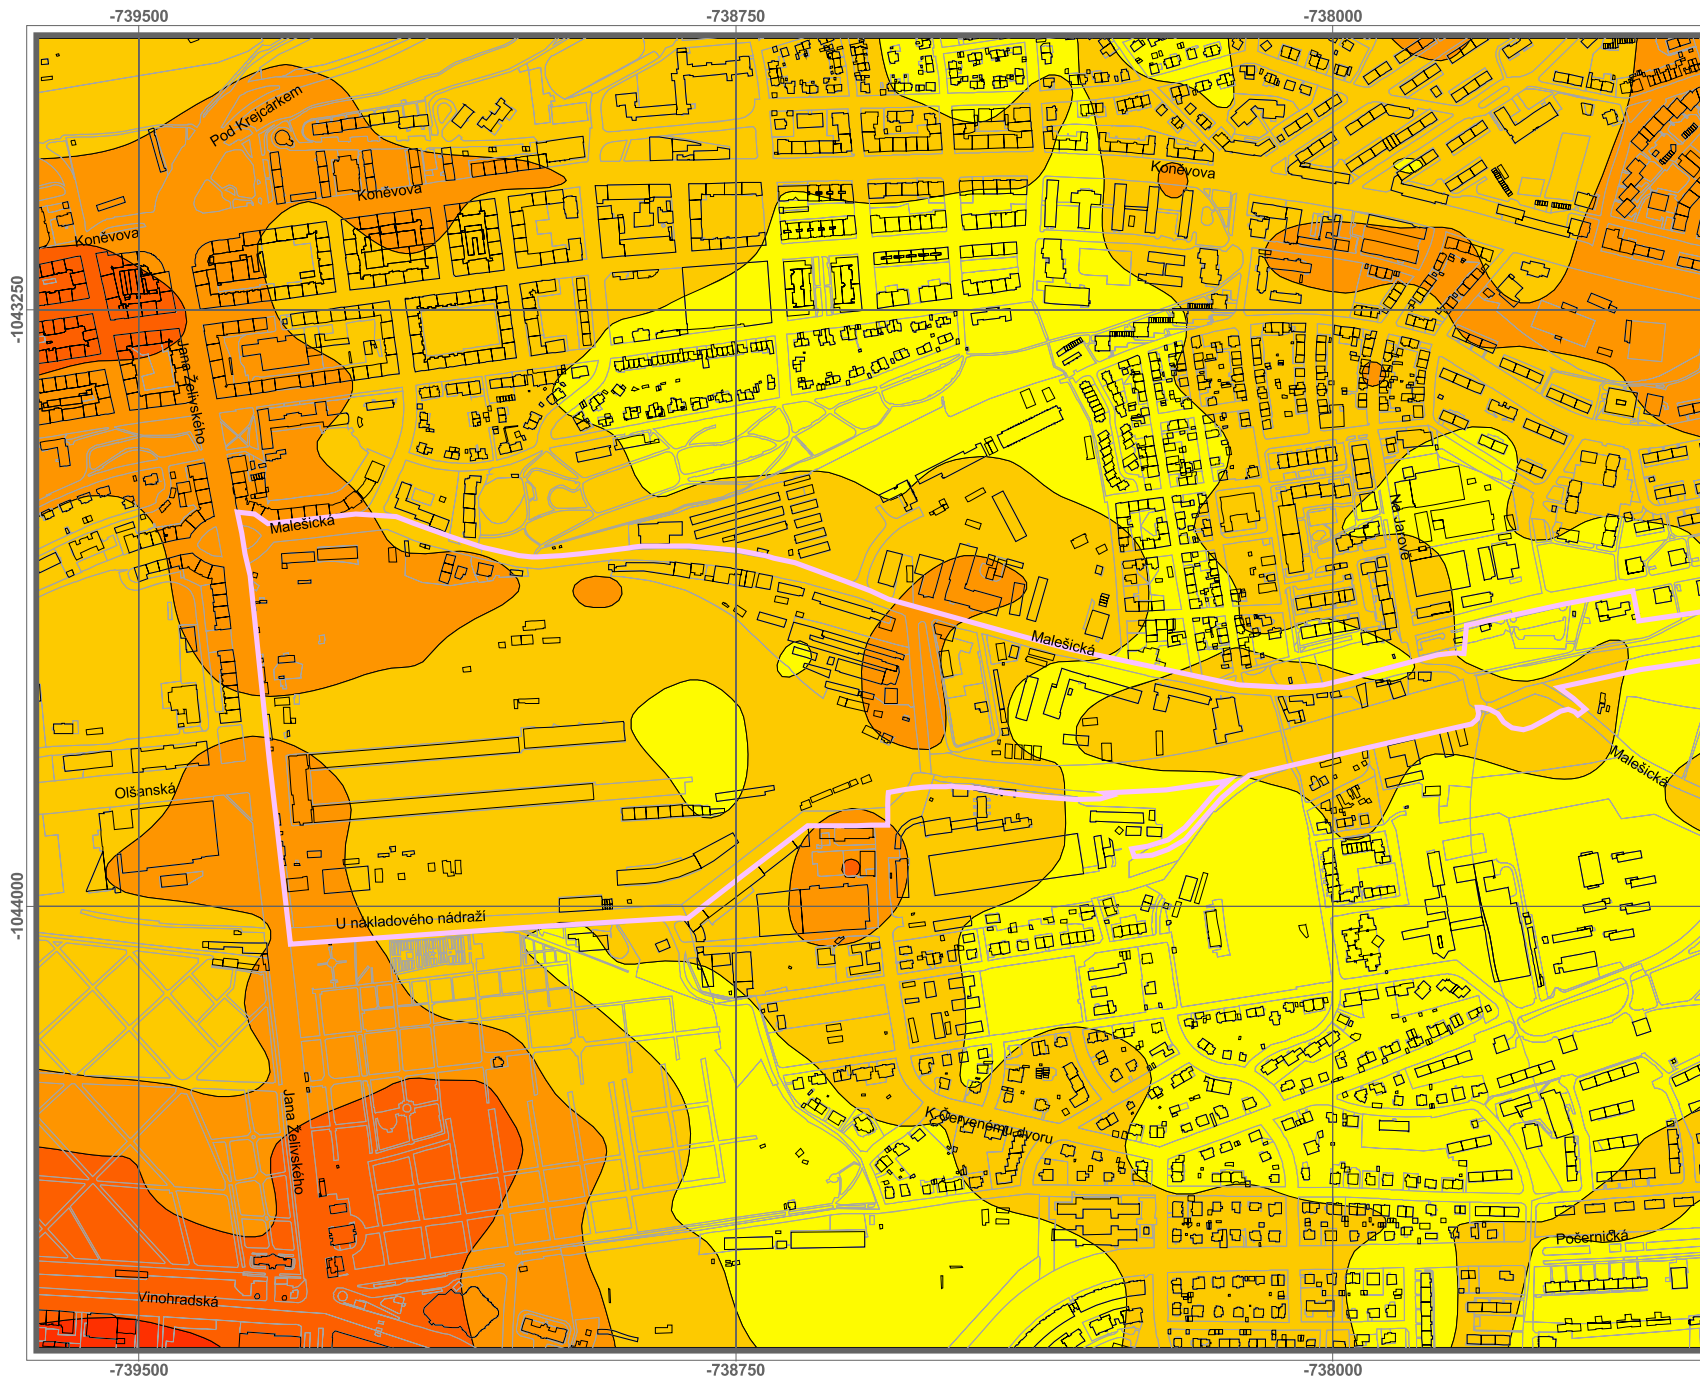 -739500 -738750 -738000
Pod Krejcárkem
Koněvova
Koněvova
Koněvova
-1043250
Jana Želivského
Malešická
Na Jarově
Malešická
Malešická
Olšanská
-1044000
U nákladového nádraží
Jana Želivského
K Červenému dvoru
Počernická
Vinohradská
-739500 -738750 -738000